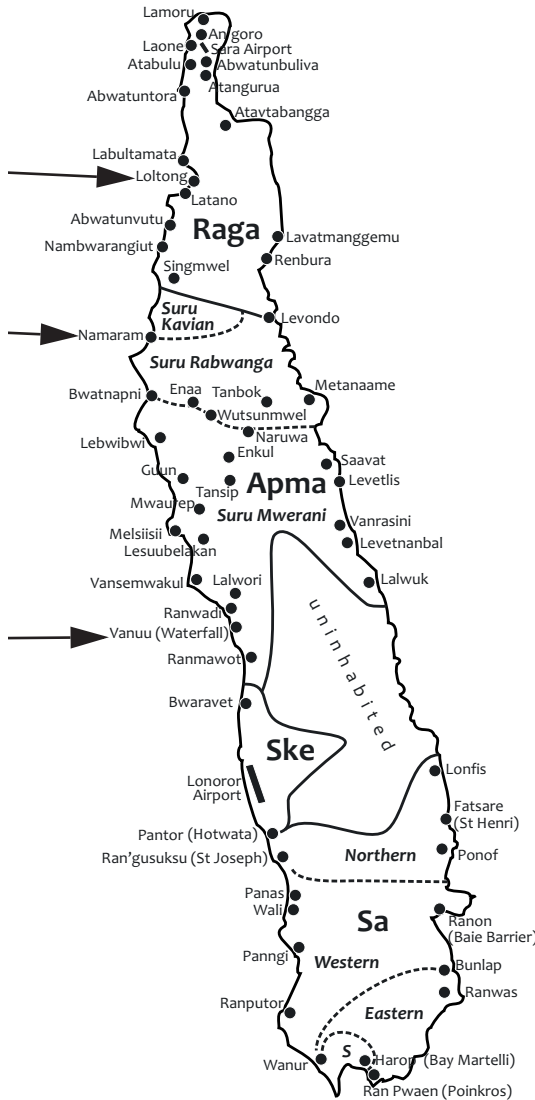 Lamoru
Anigoro
Laone
Sara Airport
Atabulu
Abwatunbuliva
Atangurua
Abwatuntora
Atavtabangga
Labultamata
Loltong
Latano
Abwatunvutu
Raga
Lavatmanggemu
Nambwarangiut
Renbura
Singmwel
Suru
Kavian
Levondo
Namaram
Suru Rabwanga
Bwatnapni
Enaa
Tanbok
Metanaame
Wutsunmwel
Naruwa
Lebwibwi
Enkul
Saavat
Guun
Tansip
Apma
Levetlis
Mwaurep
Suru Mwerani
Vanrasini
Melsiisii
Lesuubelakan
Levetnanbal
Vansemwakul
Lalwori
Lalwuk
Ranwadi
Vanuu (Waterfall)
uninhabited
Ranmawot
Bwaravet
Ske
Lonoror
Airport
Lonfis
Fatsare
(St Henri)
Pantor (Hotwata)
Ran'gusuksu (St Joseph)
Northern
Ponof
Panas
Wali
Sa
Ranon
(Baie Barrier)
Panngi
Western
Bunlap
Ranwas
Ranputor
Eastern
S
Wanur
Harop (Bay Martelli)
Ran Pwaen (Poinkros)